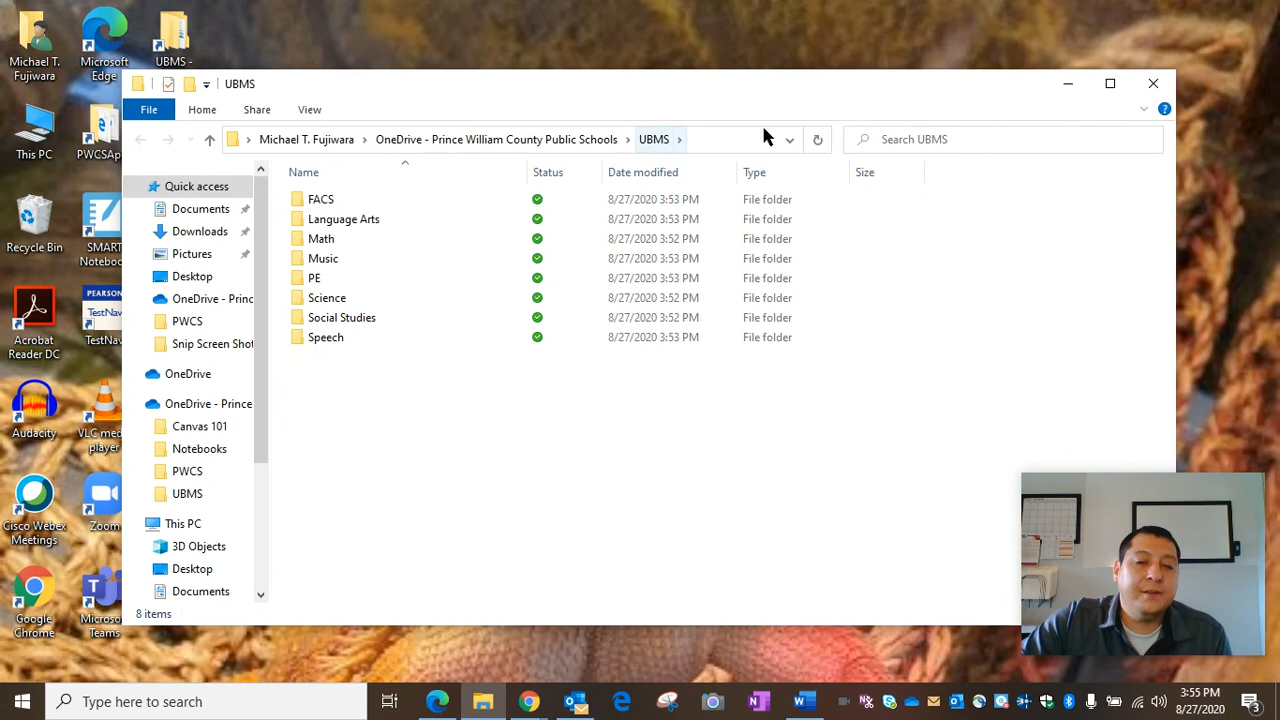 Michael T. Fujiwara
Microsoft Edge
UBMS -
This PC
PWCSAp
Recycle Bin
SMART Notebo
Acrobat Reader DC
PEARSON
TestNav
TestNa
Audacity
VLC med player
Cisco Webex Meetings
Zoom
Google Chrome
Microso Teams
UBMS
File
Home
Share
View
Michael T. Fujiwara
OneDrive - Prince William County Public Schools
UBMS
Search UBMS
Name
Status
Date modified
Type
Size
Quick access
Documents
Downloads
Pictures
Desktop
OneDrive - Princ
PWCS
Snip Screen Shot
OneDrive
OneDrive - Prince
Canvas 101
Notebooks
PWCS
UBMS
This PC
3D Objects
Desktop
Documents
FACS 8/27/2020 3:53 PM File folder
Language Arts 8/27/2020 3:53 PM File folder
Math 8/27/2020 3:52 PM File folder
Music 8/27/2020 3:53 PM File folder
PE 8/27/2020 3:53 PM File folder
Science 8/27/2020 3:52 PM File folder
Social Studies 8/27/2020 3:52 PM File folder
Speech 8/27/2020 3:53 PM File folder
8 items
Type here to search
3:55 PM
8/27/2020
3